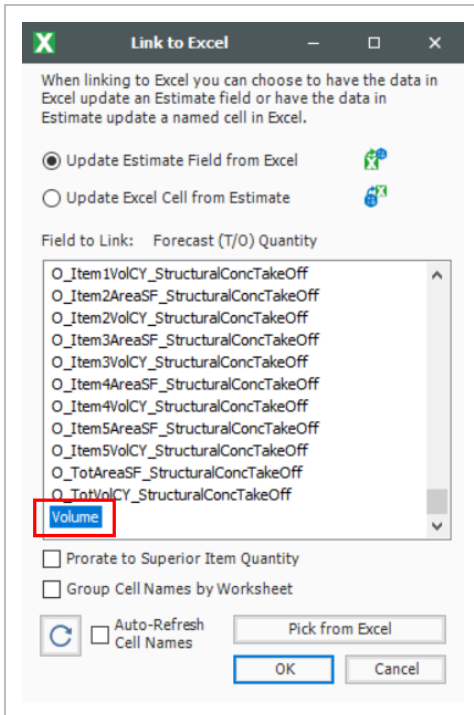 Link to Excel
When linking to Excel you can choose to have the data in
Excel update an Estimate field or have the data in
Estimate update a named cell in Excel.
Update Estimate Field from Excel
Update Excel Cell from Estimate
Field to Link: Forecast (T/O) Quantity
O_Item1VolCY_StructuralConcTakeOff
O_Item2AreaSF_StructuralConcTakeOff
O_Item2VolCY_StructuralConcTakeOff
O_Item3AreaSF_StructuralConcTakeOff
O_Item3VolCY_StructuralConcTakeOff
O_Item4AreaSF_StructuralConcTakeOff
O_Item4VolCY_StructuralConcTakeOff
O_Item5AreaSF_StructuralConcTakeOff
O_Item5VolCY_StructuralConcTakeOff
O_TotAreaSF_StructuralConcTakeOff
O_TotVolCY_StructuralConcTakeOff
Volume
Prorate to Superior Item Quantity
Group Cell Names by Worksheet
Auto-Refresh
Cell Names
Pick from Excel
OK
Cancel